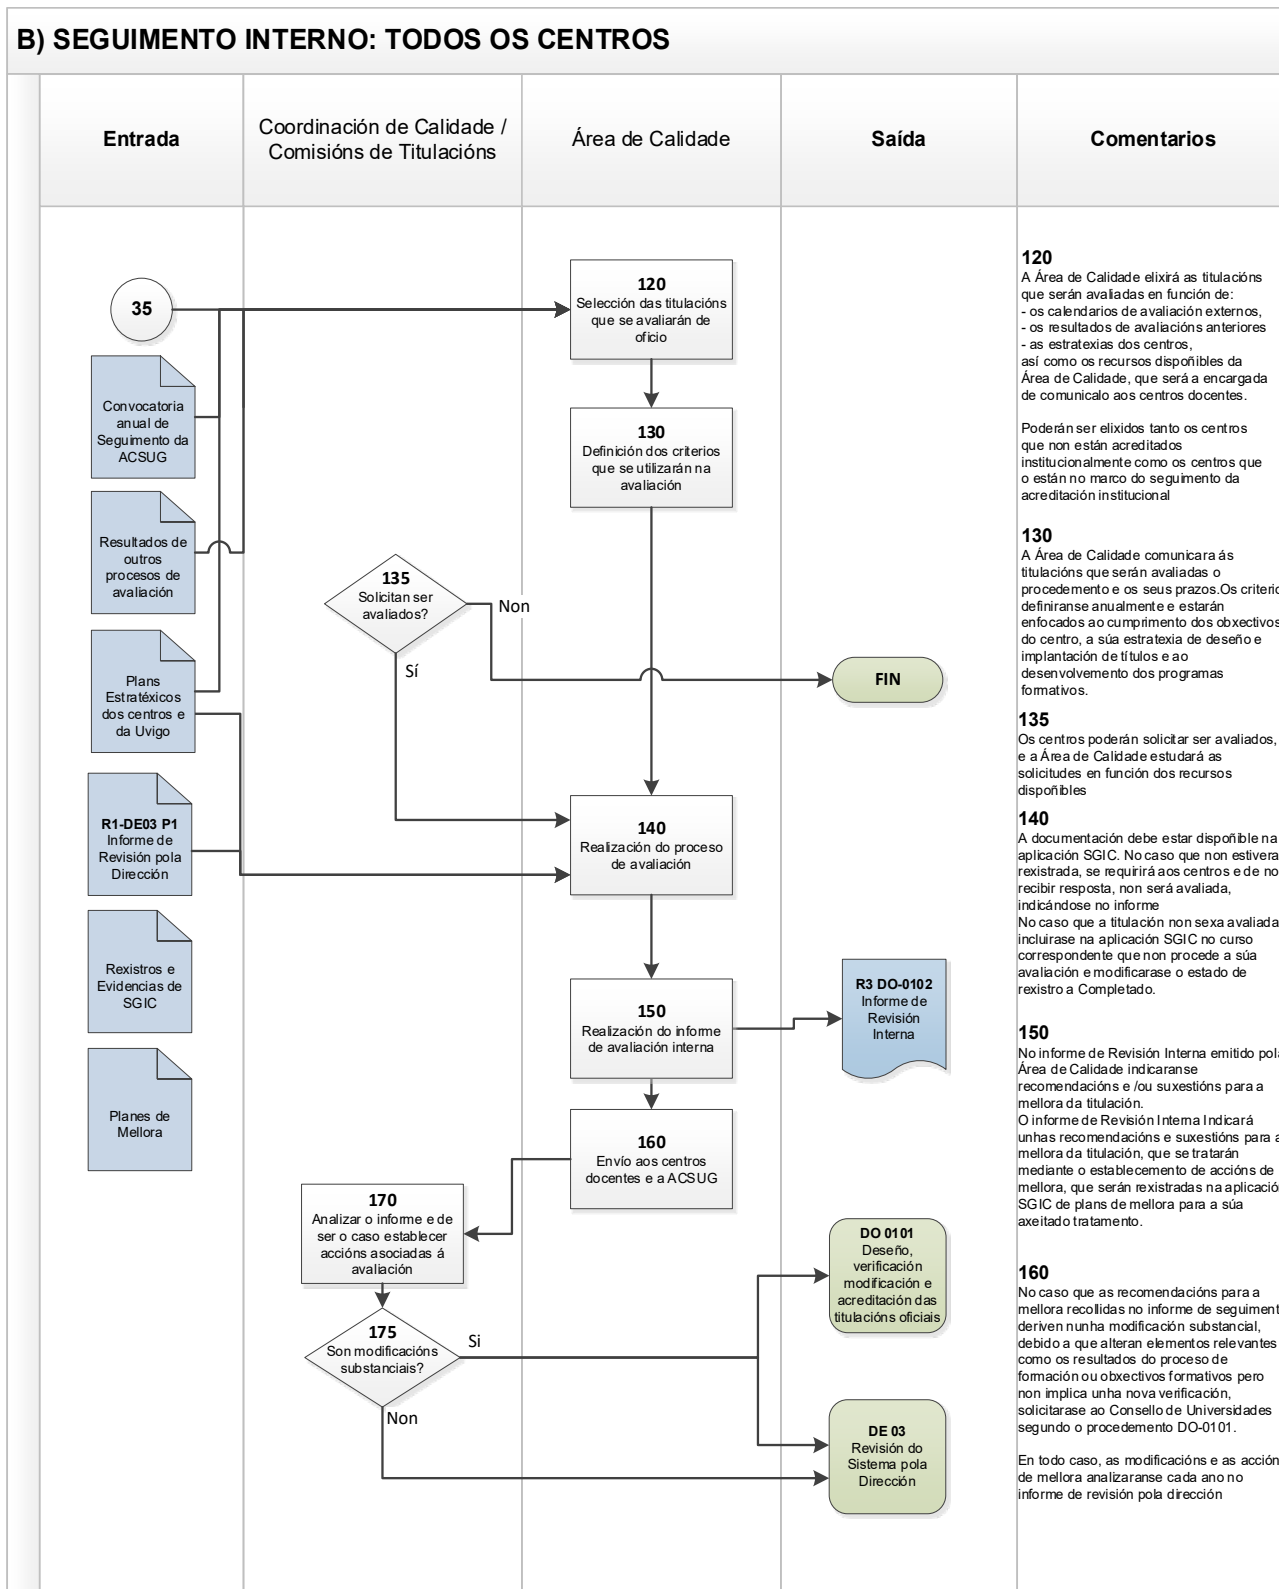 B) SEGUIMENTO INTERNO: TODOS OS CENTROS
Entrada
Coordinación de Calidade /
Comisións de Titulacións
Área de Calidade
Saída
Comentarios
35
Convocatoria
anual de
Seguimento da
ACSUG
Resultados de
outros
procesos de
avaliación
Plans
Estratéxicos
dos centros e
da Uvigo
R1-DE03 P1
Informe de
Revisión pola
Dirección
Rexistros e
Evidencias de
SGIC
Planes de
Mellora
135
Solicitan ser
avaliados?
Non
Sí
170
Analizar o informe e de
ser o caso establecer
accións asociadas á
avaliación
175
Son modificacións
substanciais?
Si
Non
120
Selección das titulacións
que se avaliarán de
oficio
130
Definición dos criterios
que se utilizarán na
avaliación
140
Realización do proceso
de avaliación
150
Realización do informe
de avaliación interna
160
Envío aos centros
docentes e a ACSUG
FIN
R3 DO-0102
Informe de
Revisión
Interna
DO 0101
Deseño,
verificación
modificación e
acreditación das
titulacións oficiais
DE 03
Revisión do
Sistema pola
Dirección
120
A Área de Calidade elixirá as titulacións
que serán avaliadas en función de:
- os calendarios de avaliación externos,
- os resultados de avaliacións anteriores
- as estratexias dos centros,
así como os recursos dispoñibles da
Área de Calidade, que será a encargada
de comunicalo aos centros docentes.
Poderán ser elixidos tanto os centros
que non están acreditados
institucionalmente como os centros que
o están no marco do seguimento da
acreditación institucional
130
A Área de Calidade comunicara ás
titulacións que serán avaliadas o
procedemento e os seus prazos.Os criterio
definiranse anualmente e estarán
enfocados ao cumprimento dos obxectivos
do centro, a súa estratexia de deseño e
implantación de títulos e ao
desenvolvemento dos programas
formativos.
135
Os centros poderán solicitar ser avaliados,
e a Área de Calidade estudará as
solicitudes en función dos recursos
dispoñibles
140
A documentación debe estar dispoñible na
aplicación SGIC. No caso que non estivera
rexistrada, se requirirá aos centros e de no
recibir resposta, non será avaliada,
indicándose no informe
No caso que a titulación non sexa avaliada
incluirase na aplicación SGIC no curso
correspondente que non procede a súa
avaliación e modificarase o estado de
rexistro a Completado.
150
No informe de Revisión Interna emitido pola
Área de Calidade indicaranse
recomendacións e /ou suxestións para a
mellora da titulación.
O informe de Revisión Interna Indicará
unhas recomendacións e suxestións para a
mellora da titulación, que se tratarán
mediante o establecemento de accións de
mellora, que serán rexistradas na aplicación
SGIC de plans de mellora para a súa
axeitado tratamento.
160
No caso que as recomendacións para a
mellora recollidas no informe de seguiment
deriven nunha modificación substancial,
debido a que alteran elementos relevantes
como os resultados do proceso de
formación ou obxectivos formativos pero
non implica unha nova verificación,
solicitarase ao Consello de Universidades
segundo o procedemento DO-0101.
En todo caso, as modificacións e as acción
de mellora analizaranse cada ano no
informe de revisión pola dirección